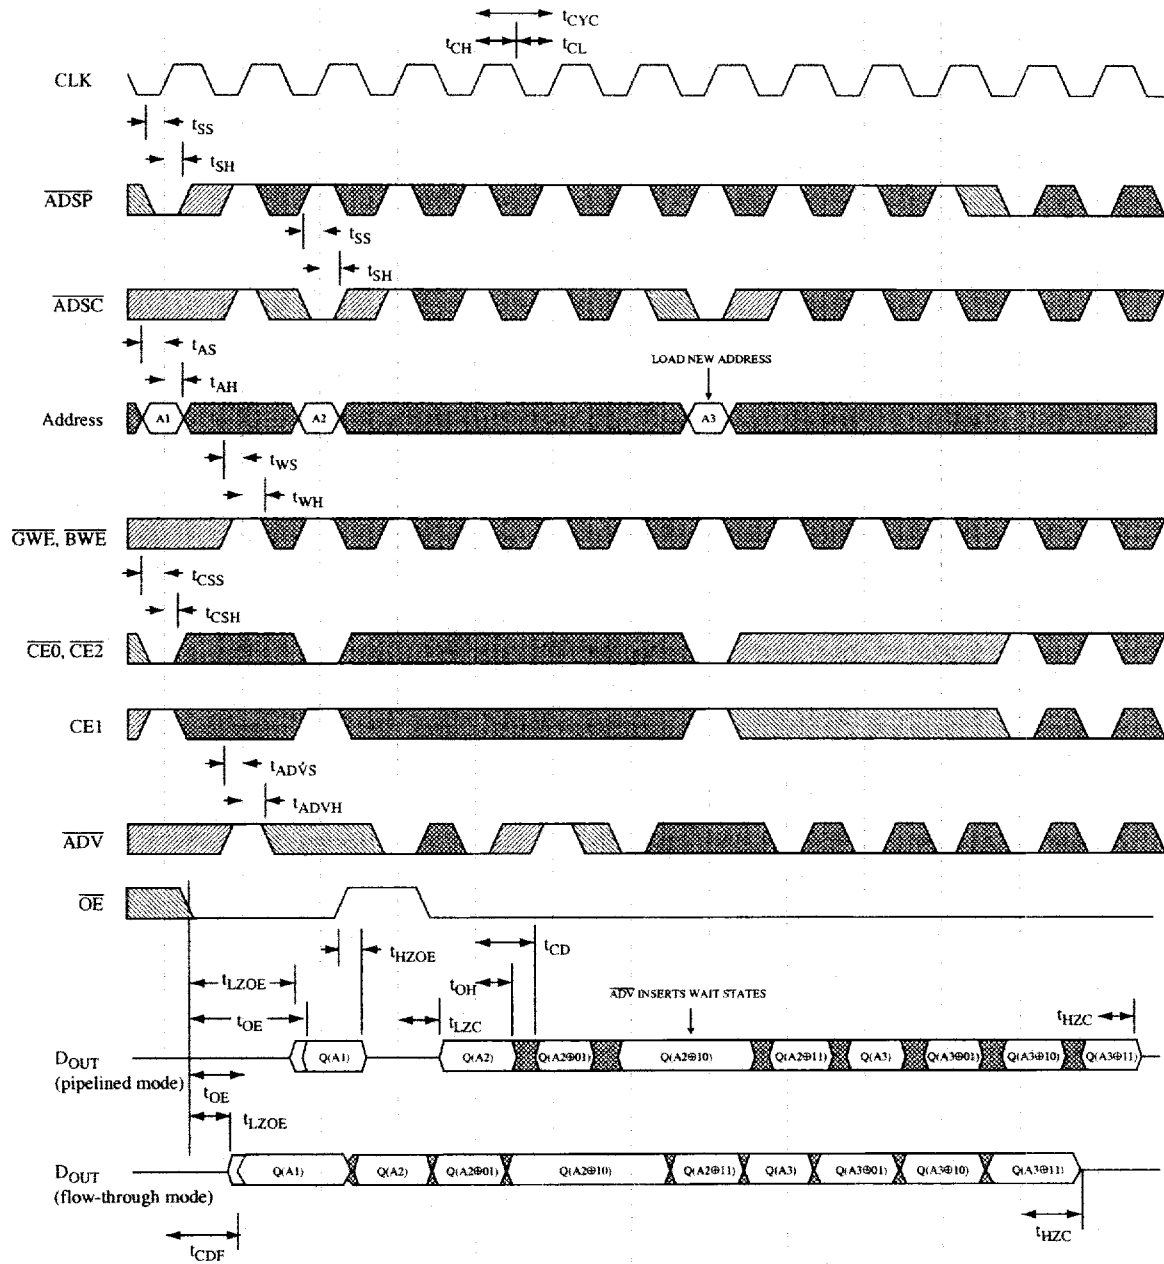 tCYC
tCH
tCL
CLK
tSS
tSH
ADSP
tSS
tSH
ADSC
tAS
LOAD NEW ADDRESS
tAH
Address
A1
A2
A3
tWS
tWH
GWE, BWE
tCSS
tCSH
CE0, CE2
CE1
tADVS
tADVH
ADV
OE
tHZOE
tCD
tLZOE
tOH
ADV INSERTS WAIT STATES
tOE
tLZC
tHZC
DOUT
(pipelined mode)
Q(A1)
Q(A2)
Q(A2⊕01)
Q(A2⊕10)
Q(A2⊕11)
Q(A3)
Q(A3⊕01)
Q(A3⊕10)
Q(A3⊕11)
tOE
tLZOE
DOUT
(flow-through mode)
Q(A1)
Q(A2)
Q(A2⊕01)
Q(A2⊕10)
Q(A2⊕11)
Q(A3)
Q(A3⊕01)
Q(A3⊕10)
Q(A3⊕11)
tCDF
tHZC